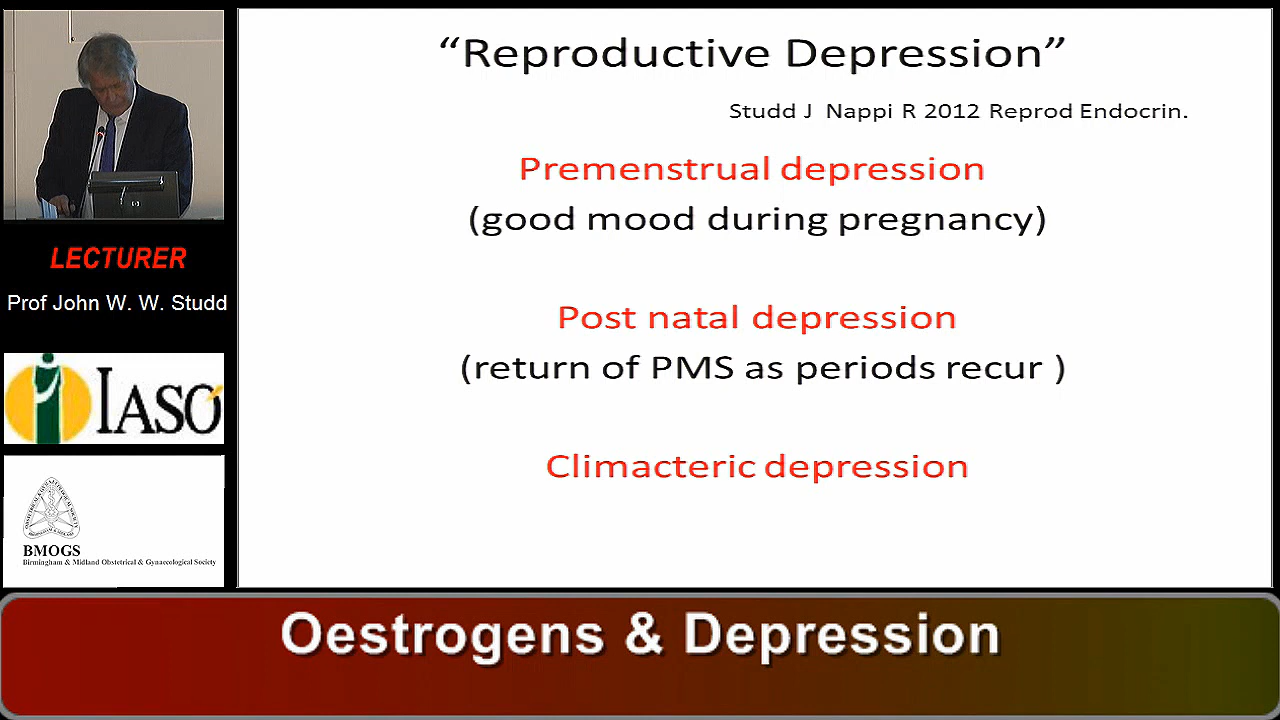 “Reproductive Depression”
Studd J Nappi R 2012 Reprod Endocrin.
Premenstrual depression
(good mood during pregnancy)
Post natal depression
(return of PMS as periods recur )
Climacteric depression
LECTURER
Prof John W. W. Studd
IASO
BMOGS
Birmingham & Midland Obstetrical & Gynaecological Society
Oestrogens & Depression